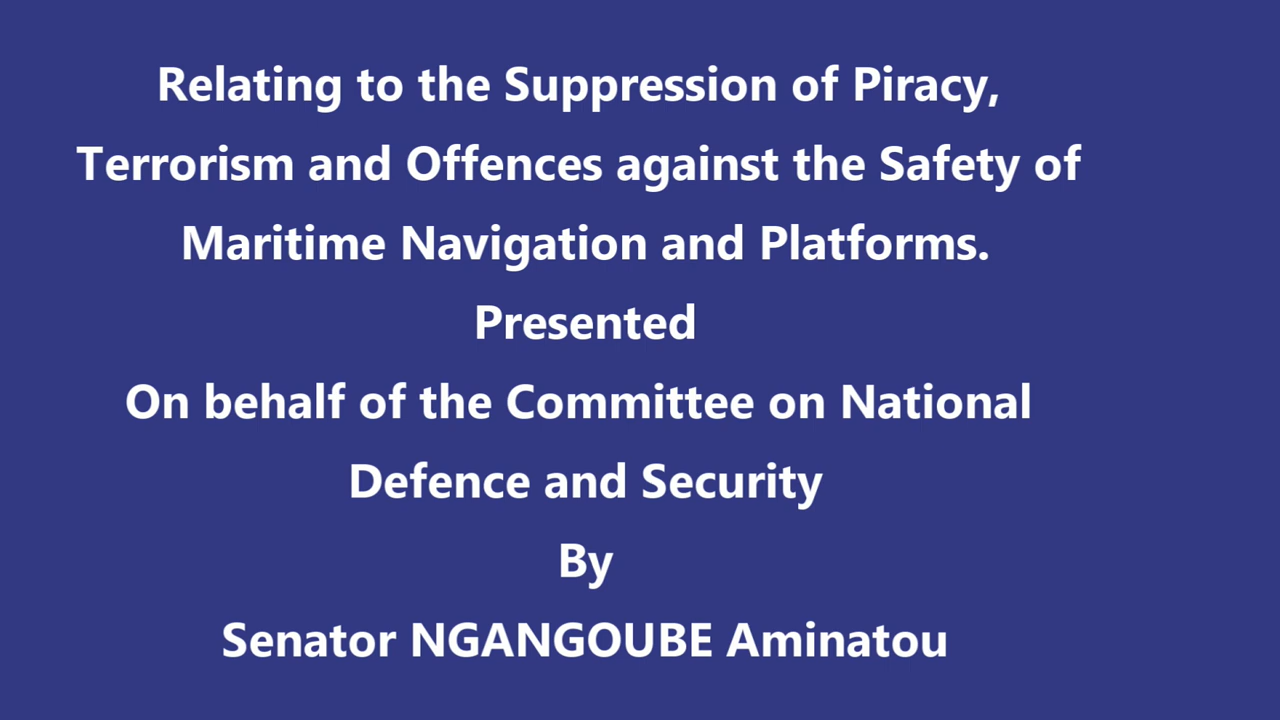 Relating to the Suppression of Piracy,
Terrorism and Offences against the Safety of
Maritime Navigation and Platforms.
Presented
On behalf of the Committee on National
Defence and Security
By
Senator NGANGOUBE Aminatou